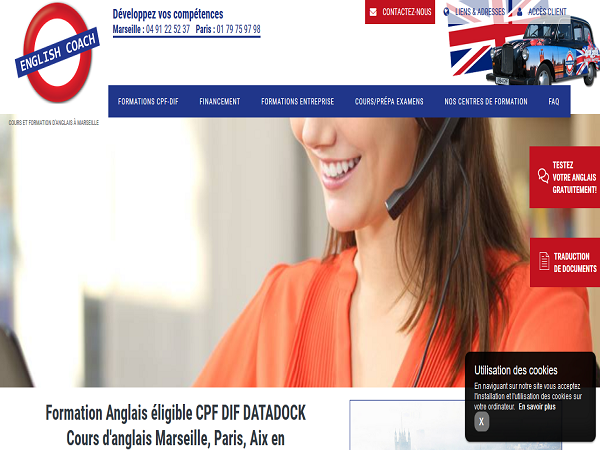 ENGLISH COACH
COURS ET FORMATION D'ANGLAIS À MARSEILLE
Développez vos compétences
Marseille : 04 91 22 52 37 Paris : 01 79 75 97 98
CONTACTEZ-NOUS LIENS & ADRESSES ACCÈS CLIENT
FORMATIONS CPF-DIF FINANCEMENT FORMATIONS ENTREPRISE COURS/PRÉPA EXAMENS NOS CENTRES DE FORMATION FAQ
TESTEZ
VOTRE ANGLAIS
GRATUITEMENT!
TRADUCTION
DE DOCUMENTS
Utilisation des cookies
En naviguant sur notre site vous acceptez
l'installation et l'utilisation des cookies sur
votre ordinateur. En savoir plus
X
Formation Anglais éligible CPF DIF DATADOCK
Cours d'anglais Marseille, Paris, Aix en